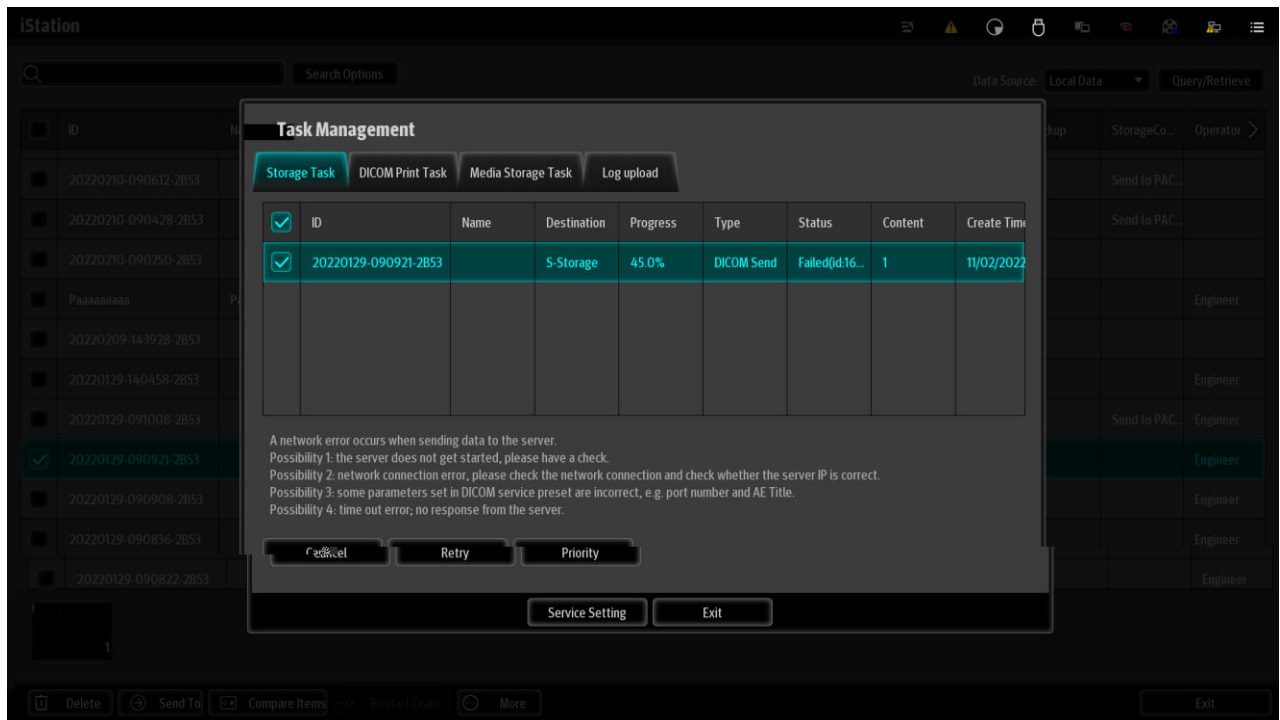 iStation
Search Options
Data Source: Local Data
Query/Retrieve
ID
StorageCo...
Operator
20220210-090612-2B53
Send to PAC...
20220210-090428-2B53
Send to PAC...
20220210-090250-2B53
Paaaaaaaaa
Engineer
20220209-143928-2B53
20220129-140458-2B53
Engineer
20220129-091008-2B53
Send to PAC...
Engineer
20220129-090921-2B53
Engineer
20220129-090908-2B53
Engineer
20220129-090836-2B53
Engineer
20220129-090822-2B53
Engineer
Task Management
Storage Task
DICOM Print Task
Media Storage Task
Log upload
ID Name Destination Progress Type Status Content Create Time
20220129-090921-2B53 S-Storage 45.0% DICOM Send Failed(id:16... 1 11/02/2022
A network error occurs when sending data to the server.
Possibility 1: the server does not get started, please have a check.
Possibility 2: network connection error, please check the network connection and check whether the server IP is correct.
Possibility 3: some parameters set in DICOM service preset are incorrect, e.g. port number and AE Title.
Possibility 4: time out error; no response from the server.
Retry
Priority
Service Setting
Exit
1
Delete
Send To
Compare Items
Restart Exam
More
Exit